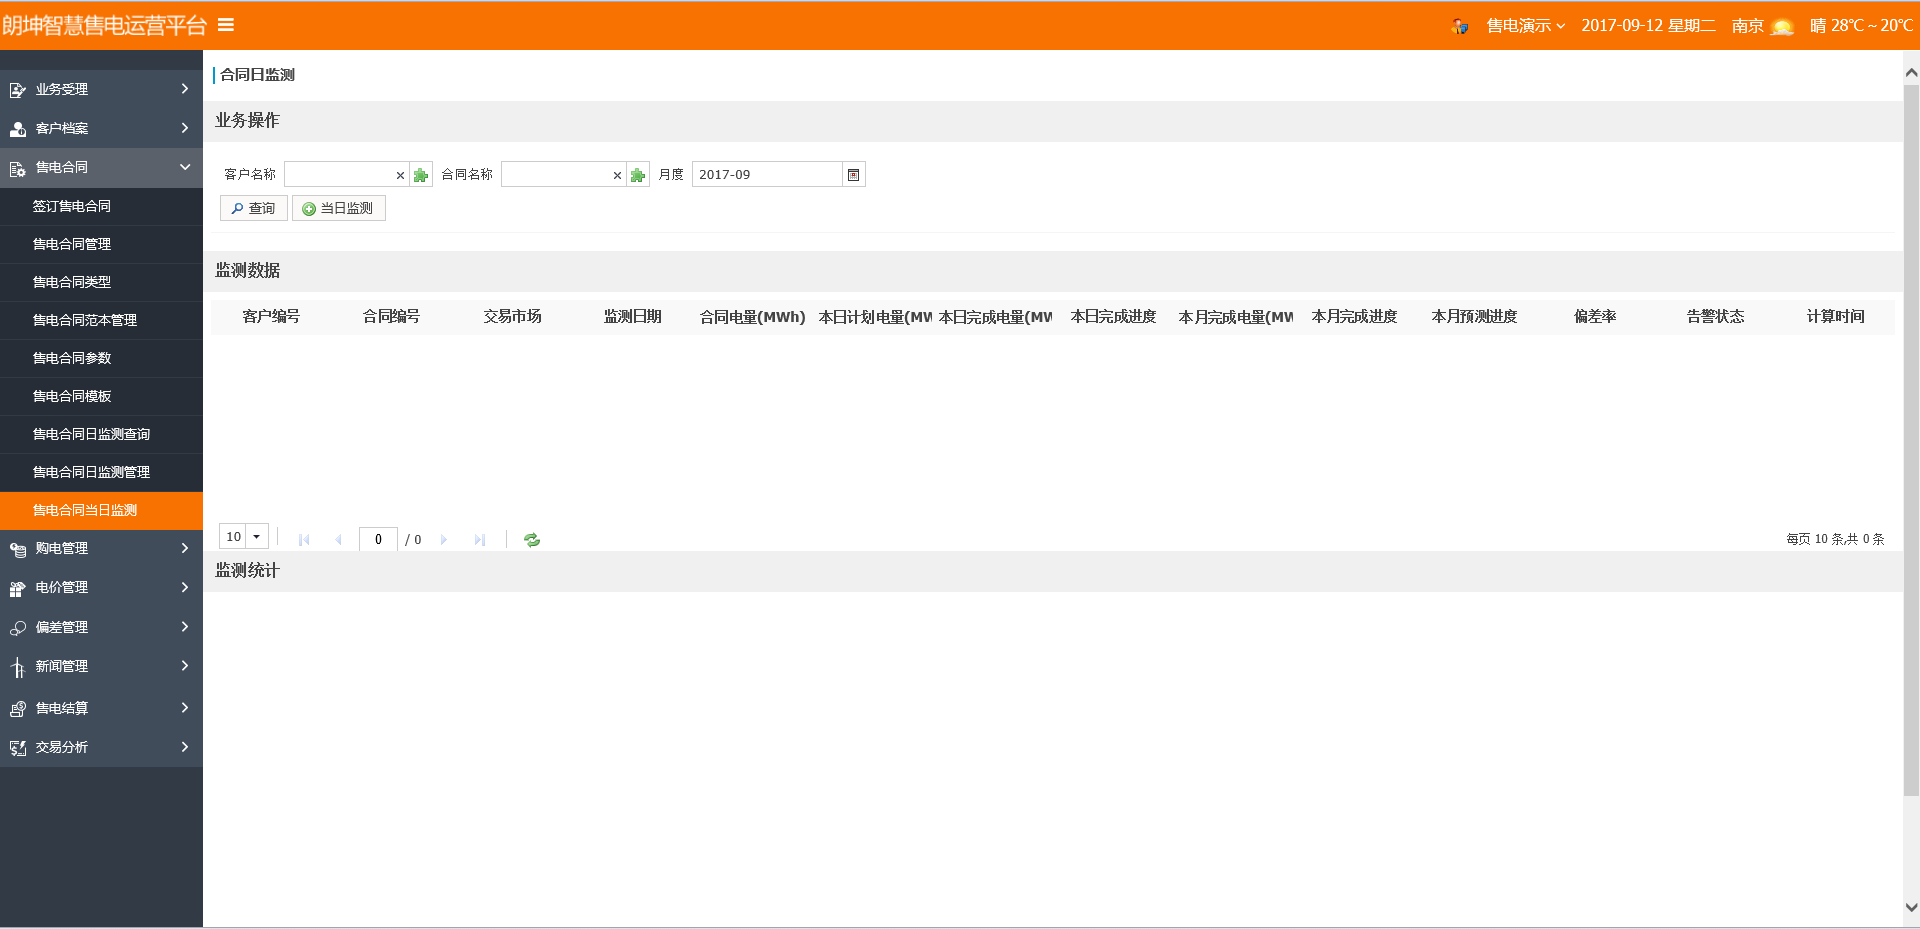 朗坤智慧售电运营平台
售电演示 2017-09-12 星期二 南京 晴 28℃~20℃
业务受理
客户档案
售电合同
签订售电合同
售电合同管理
售电合同类型
售电合同范本管理
售电合同参数
售电合同模板
售电合同日监测查询
售电合同日监测管理
售电合同当日监测
购电管理
电价管理
偏差管理
新闻管理
售电结算
交易分析
合同日监测
业务操作
客户名称 合同名称 月度 2017-09
查询 当日监测
监测数据
客户编号 合同编号 交易市场 监测日期 合同电量(MWh) 本日计划电量(MW 本日完成电量(MW 本日完成进度 本月完成电量(MW 本月完成进度 本月预测进度 偏差率 告警状态 计算时间
10 0 / 0 每页 10 条,共 0 条
监测统计